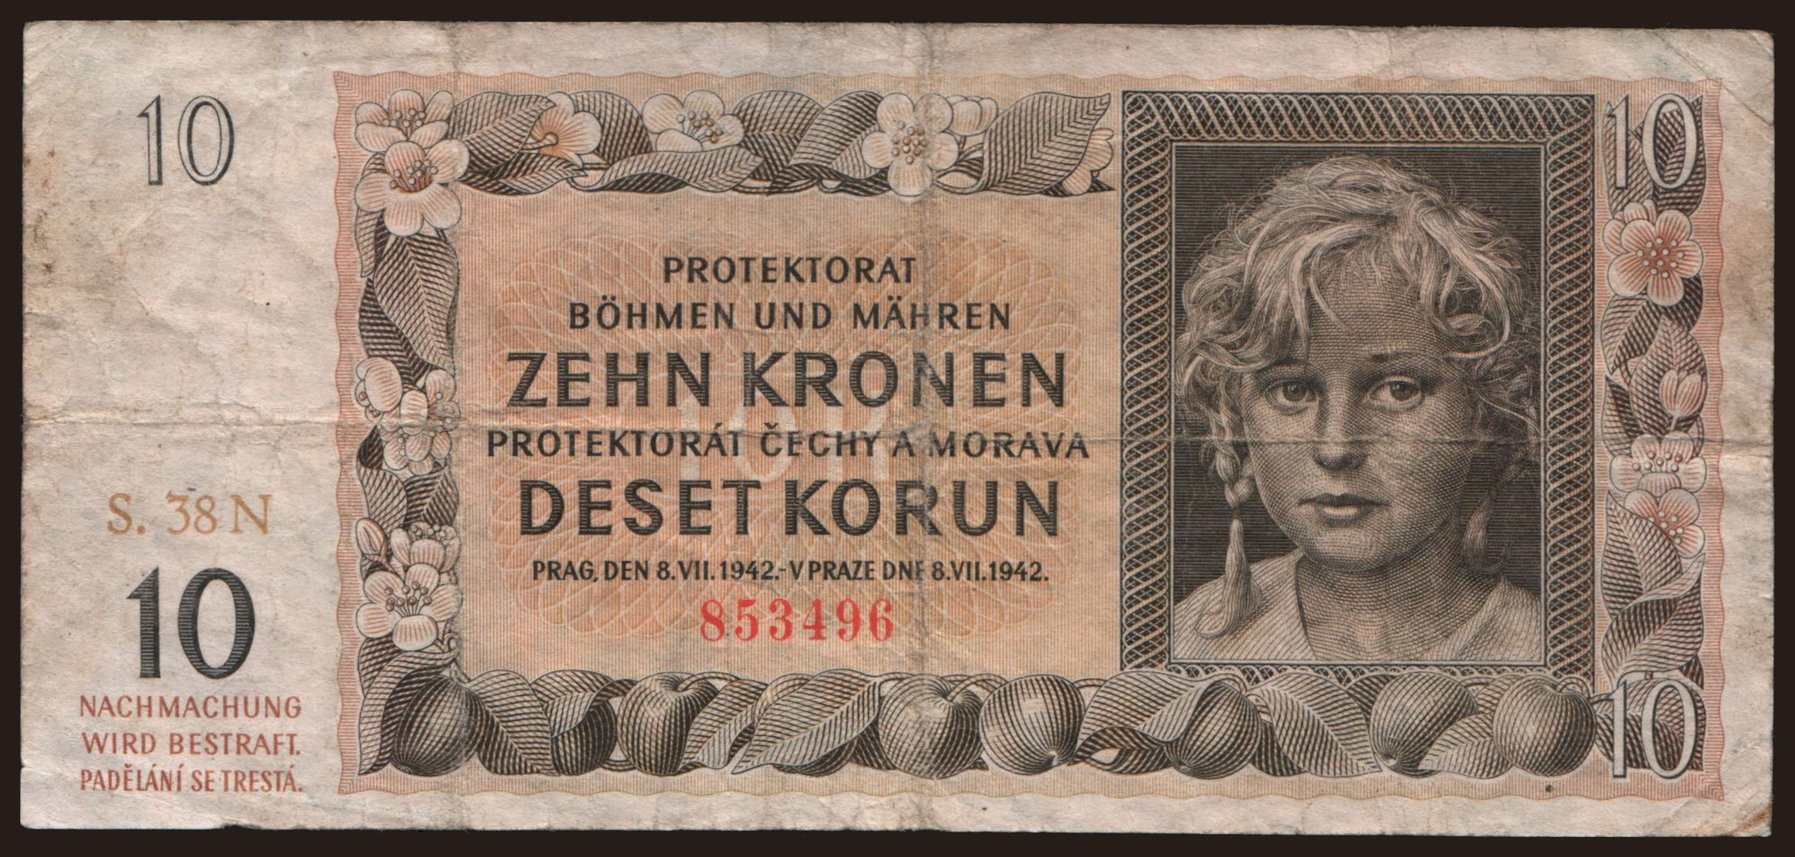 10
10
PROTEKTORAT
BÖHMEN UND MÄHREN
ZEHN KRONEN
PROTEKTORÁT ČECHY A MORAVA
DESET KORUN
PRAG, DEN 8.VII.1942.-V PRAZE DNE 8.VII.1942.
853496
S. 38 N
10
NACHMACHUNG
WIRD BESTRAFT.
PADĚLÁNÍ SE TRESTÁ.
10